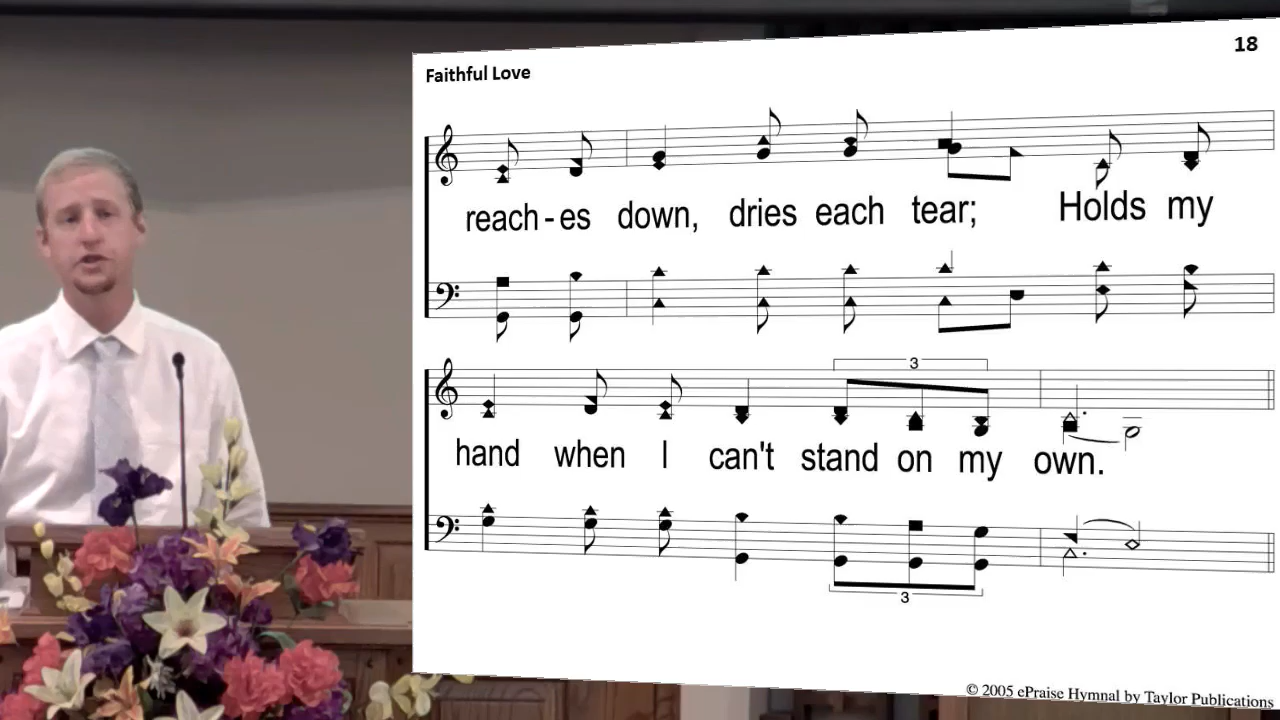 18
Faithful Love
reach - es down, dries each tear; Holds my
3
hand when I can't stand on my own.
3
© 2005 ePraise Hymnal by Taylor Publications